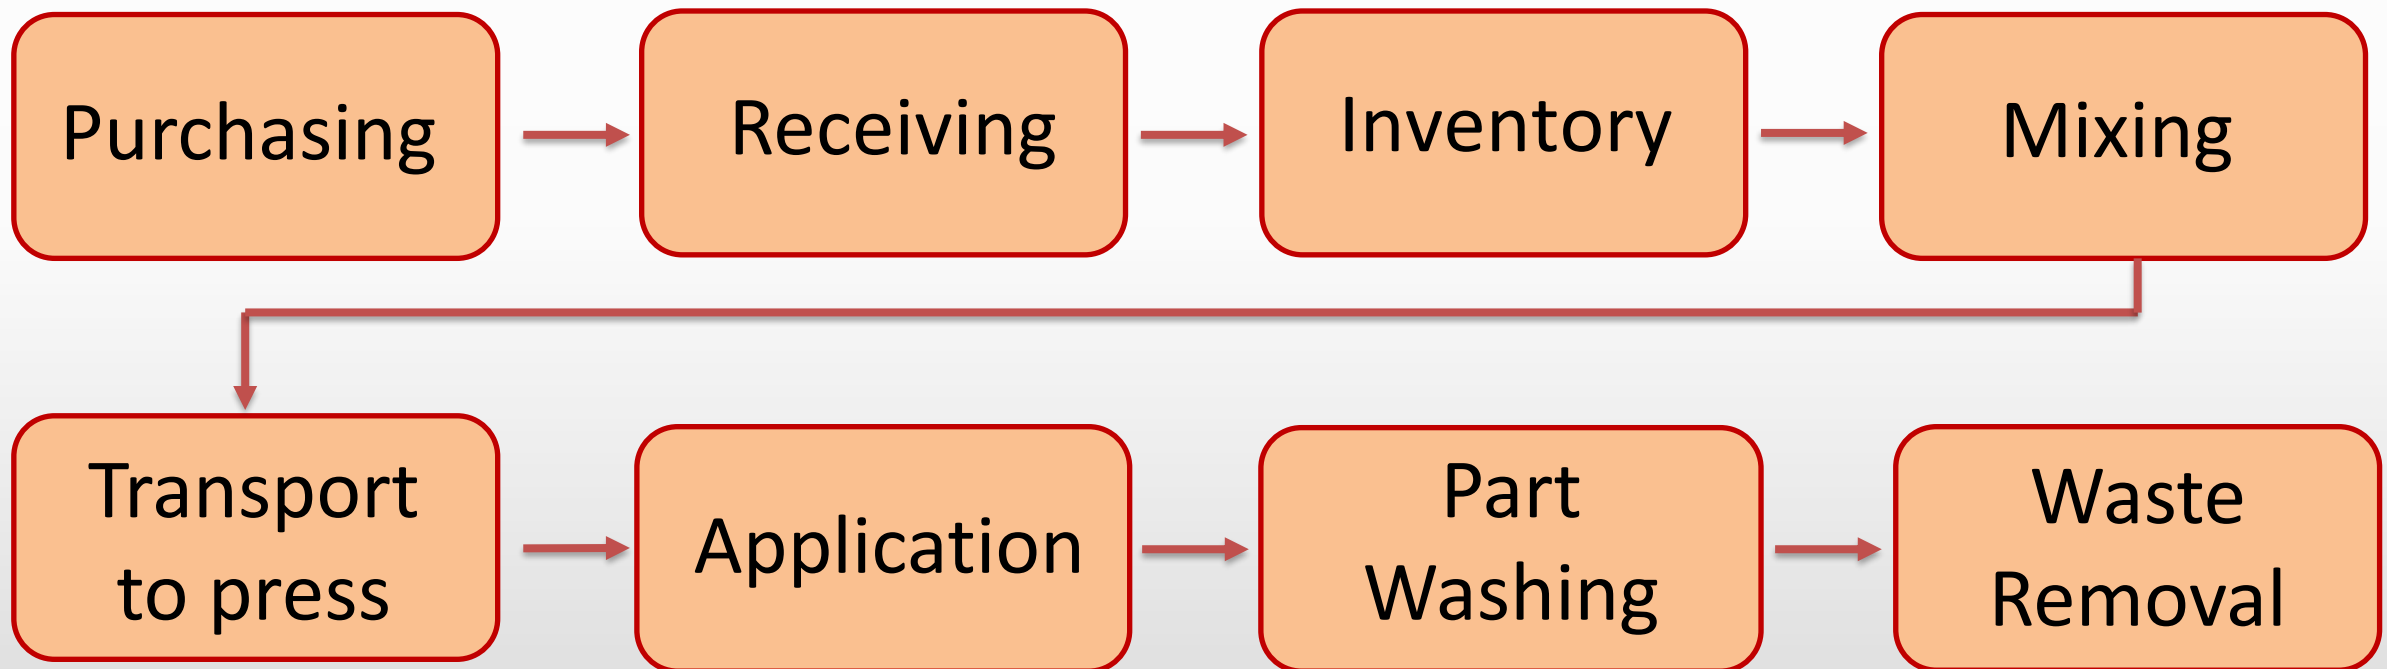 Purchasing
Receiving
Inventory
Mixing
Transport
to press
Application
Part
Washing
Waste
Removal